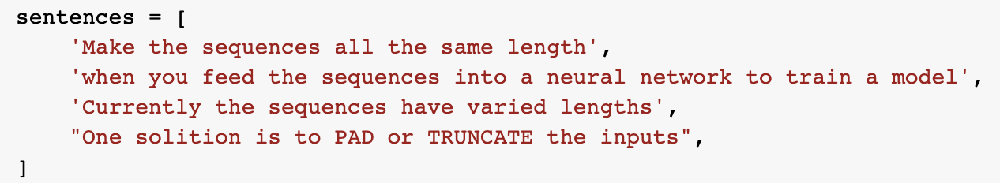 sentences = [
    'Make the sequences all the same length',
    'when you feed the sequences into a neural network to train a model',
    'Currently the sequences have varied lengths',
    "One solition is to PAD or TRUNCATE the inputs",
]